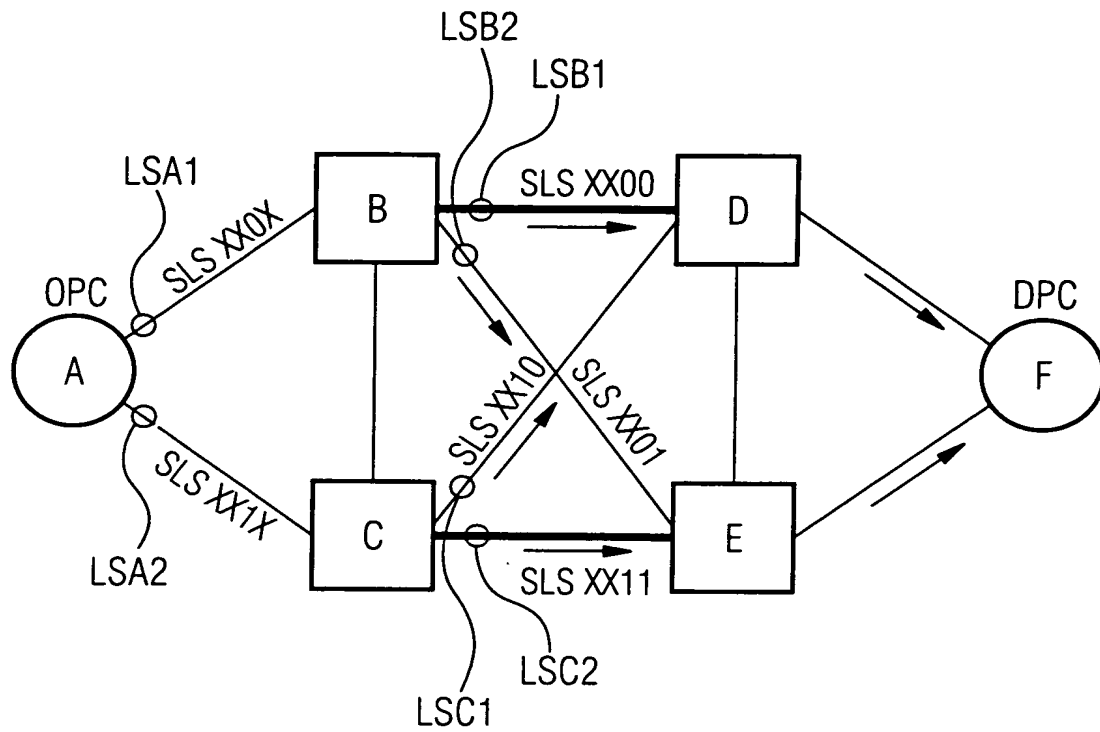 LSB2
LSB1
LSA1
SLS XX0X
B
SLS XX00
D
OPC
DPC
A
F
SLS XX10
SLS XX01
SLS XX1X
C
E
LSA2
SLS XX11
LSC2
LSC1